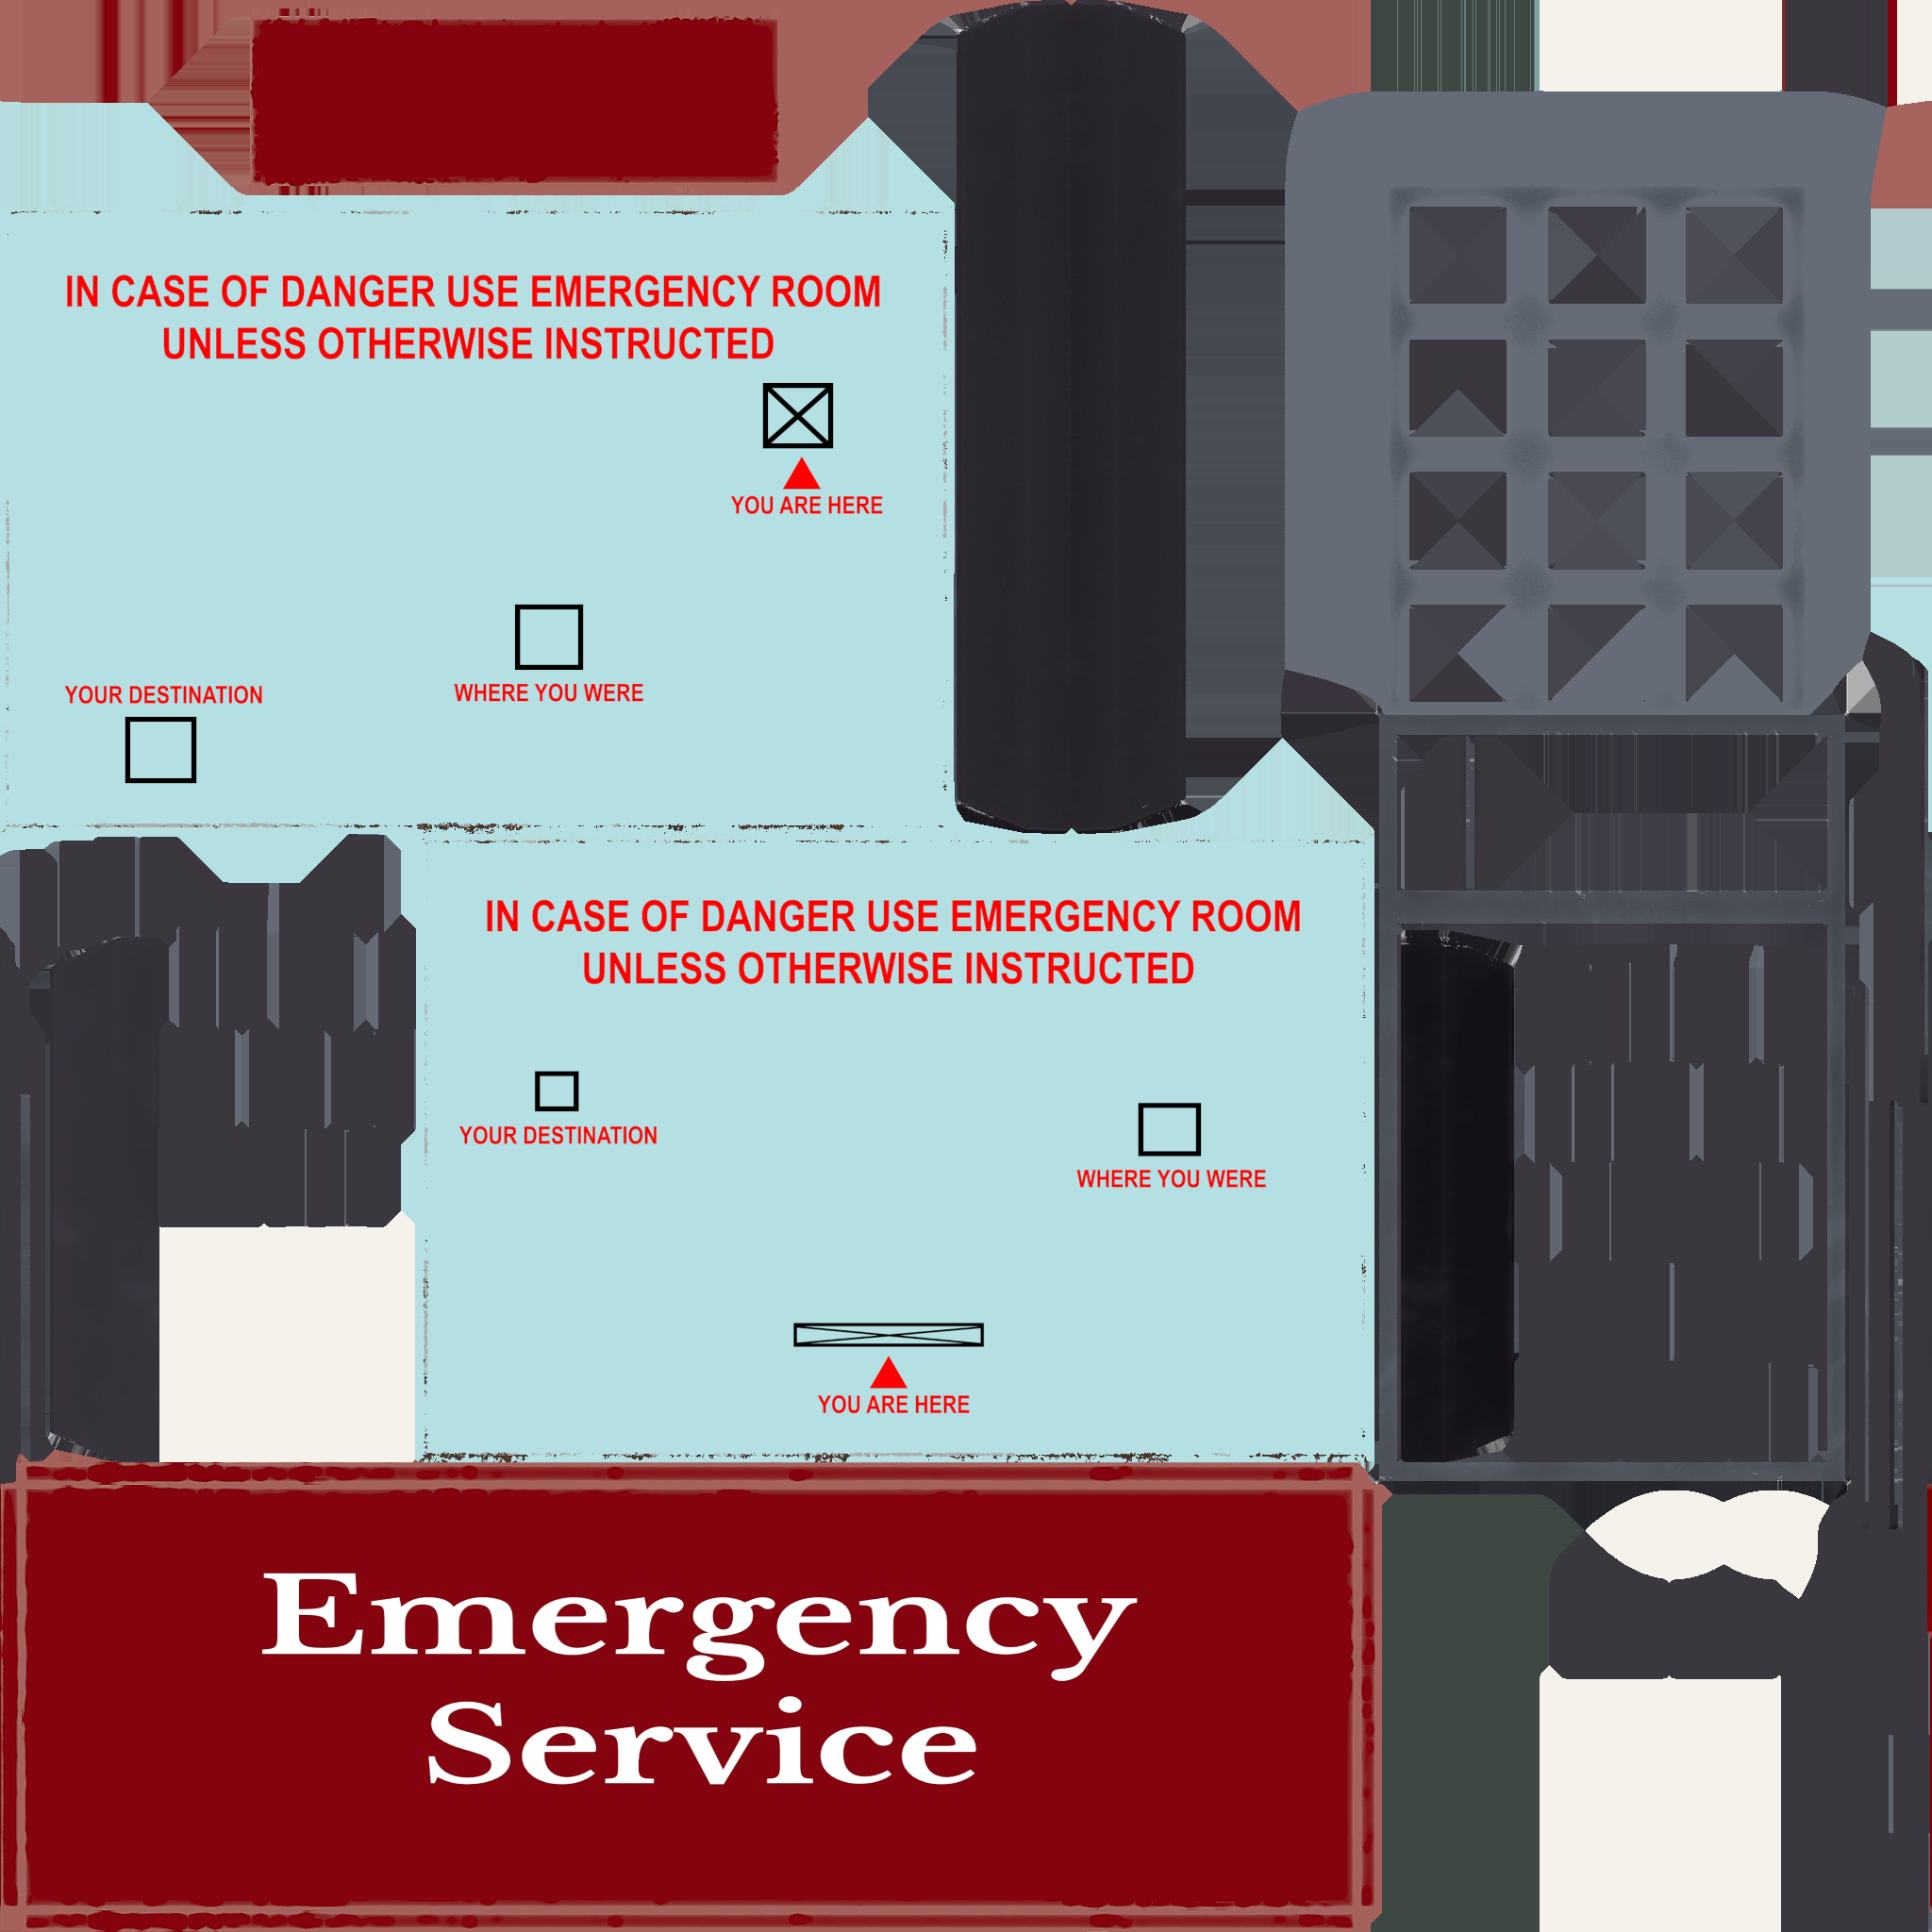 IN CASE OF DANGER USE EMERGENCY ROOM
UNLESS OTHERWISE INSTRUCTED
YOU ARE HERE
WHERE YOU WERE
YOUR DESTINATION
IN CASE OF DANGER USE EMERGENCY ROOM
UNLESS OTHERWISE INSTRUCTED
YOUR DESTINATION
WHERE YOU WERE
YOU ARE HERE
Emergency
Service